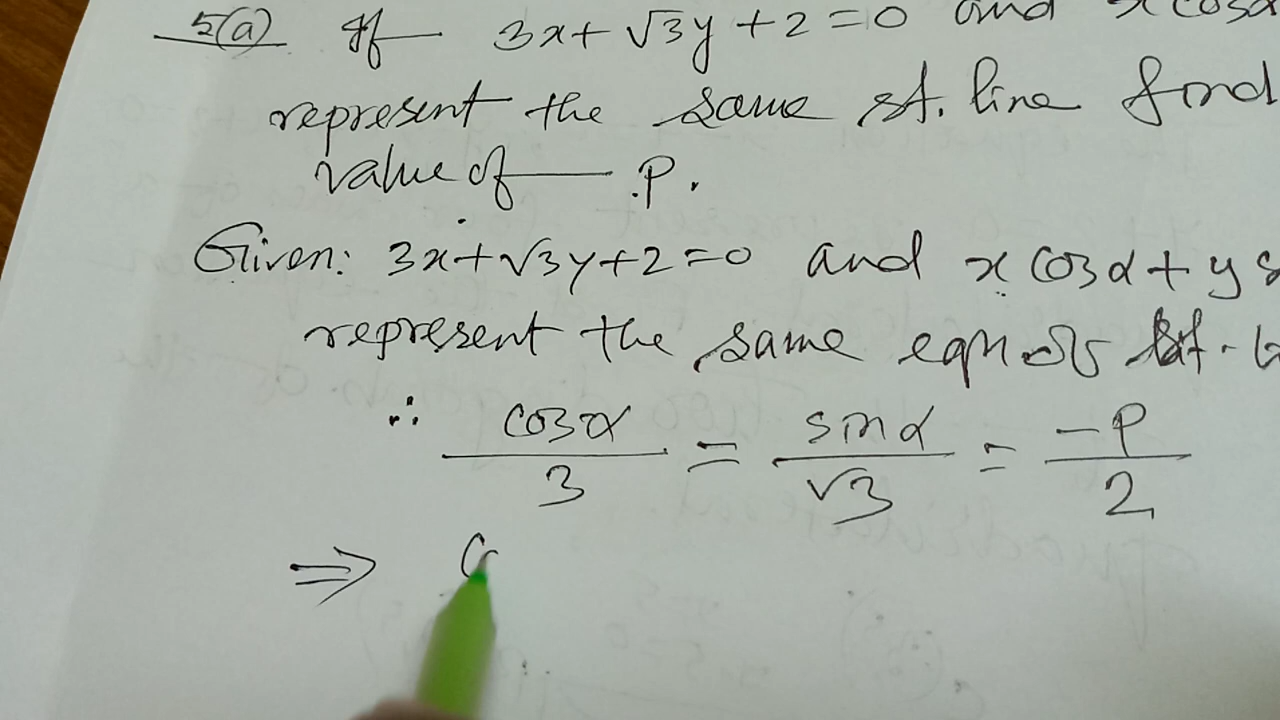 5(a) If 3x+√3y+2=0 and x cosα
represent the same st. line find
value of P.
Given: 3x+√3y+2=0 and x cosα+y s
represent the same eqn of st.
∴ cosα/3 = sinα/√3 = -P/2
⇒ C